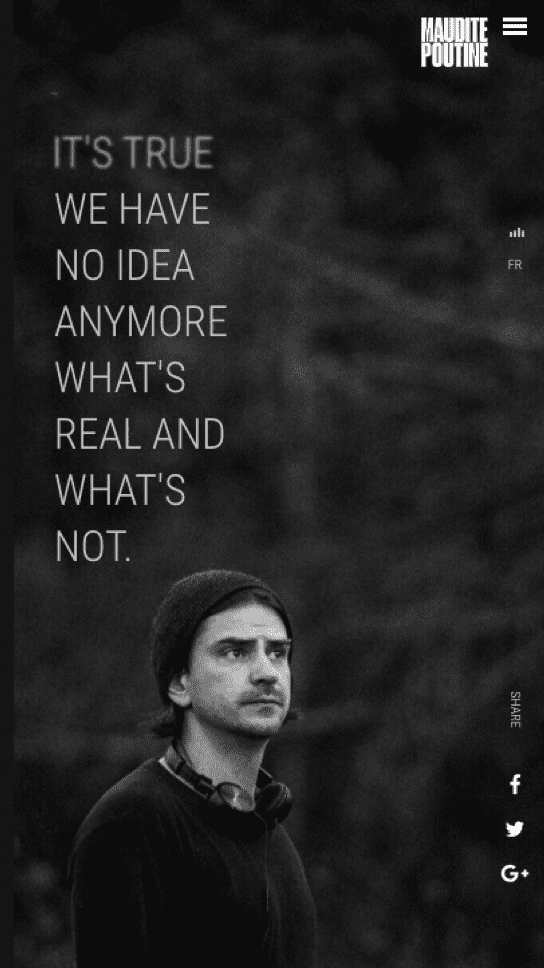 MAUDITE
POUTINE
IT'S TRUE
WE HAVE
NO IDEA
ANYMORE
WHAT'S
REAL AND
WHAT'S
NOT.
FR
SHARE
G+